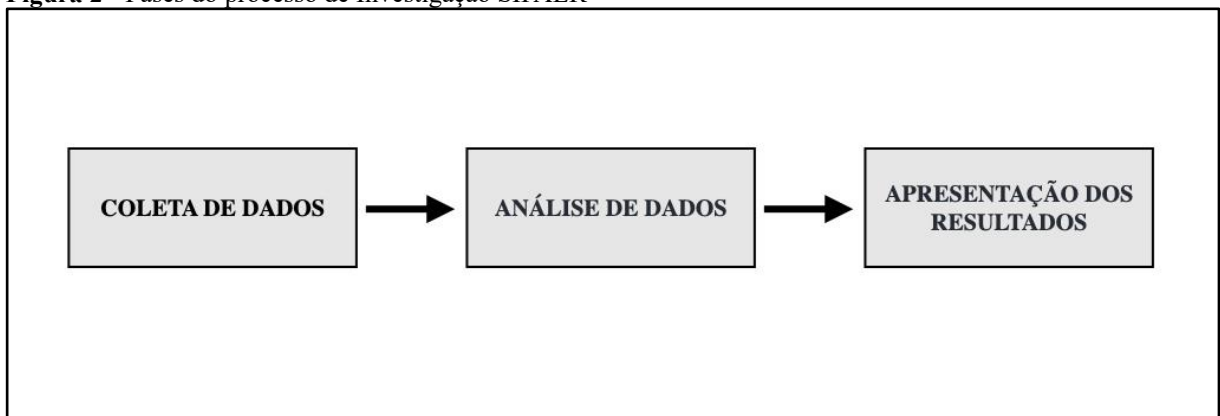 Figura 2 - Fases do processo de Investigação SIPAER
COLETA DE DADOS
ANÁLISE DE DADOS
APRESENTAÇÃO DOS
RESULTADOS